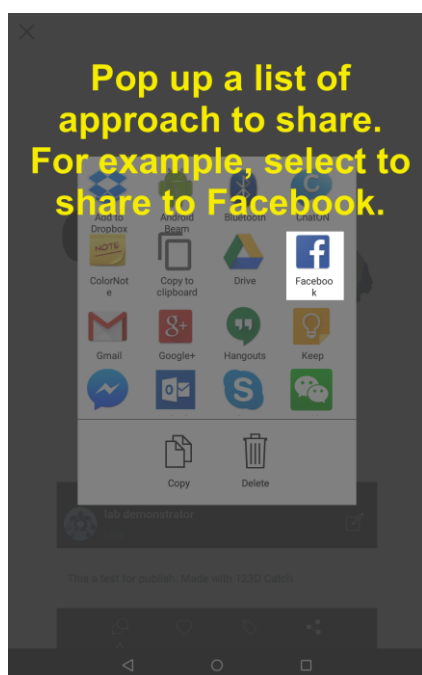 Pop up a list of
approach to share.
For example, select to
share to Facebook.
Add to
Dropbox
Android
Beam
Bluetooth
ChatON
NOTE
ColorNot
e
Copy to
clipboard
Drive
Faceboo
k
Gmail
Google+
Hangouts
Keep
Copy
Delete
lab demonstrator
This a test for publish. Made with 123D Catch